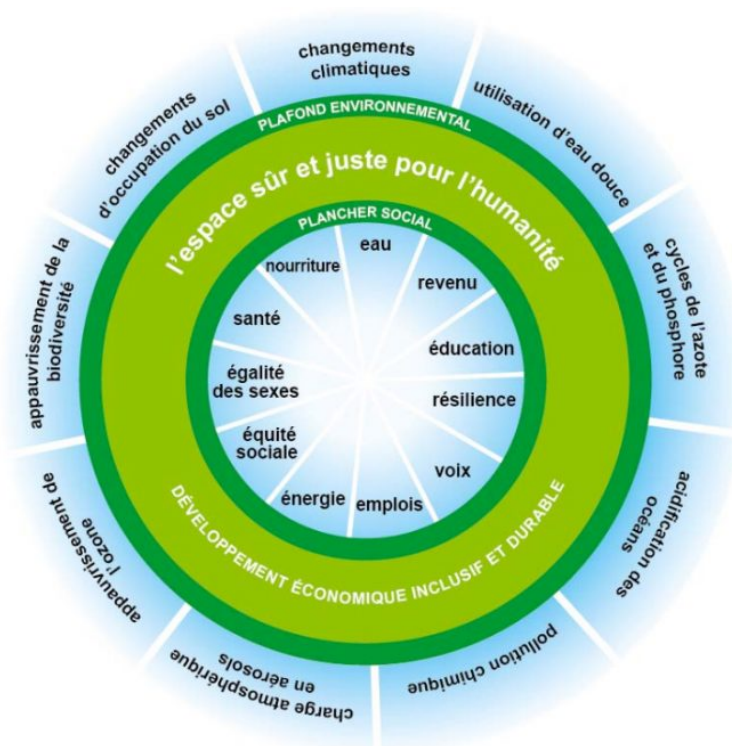 changements
climatiques
utilisation d'eau douce
cycles de l'azote
et du phosphore
acidification des
océans
pollution chimique
charge atmosphérique
en aérosols
appauvrissement de
l'ozone
appauvrissement de la
biodiversité
changements
d'occupation du sol
PLAFOND ENVIRONNEMENTAL
l'espace sûr et juste pour l'humanité
PLANCHER SOCIAL
eau
revenu
éducation
résilience
voix
emplois
énergie
équité
sociale
égalité
des sexes
santé
nourriture
DÉVELOPPEMENT ÉCONOMIQUE INCLUSIF ET DURABLE